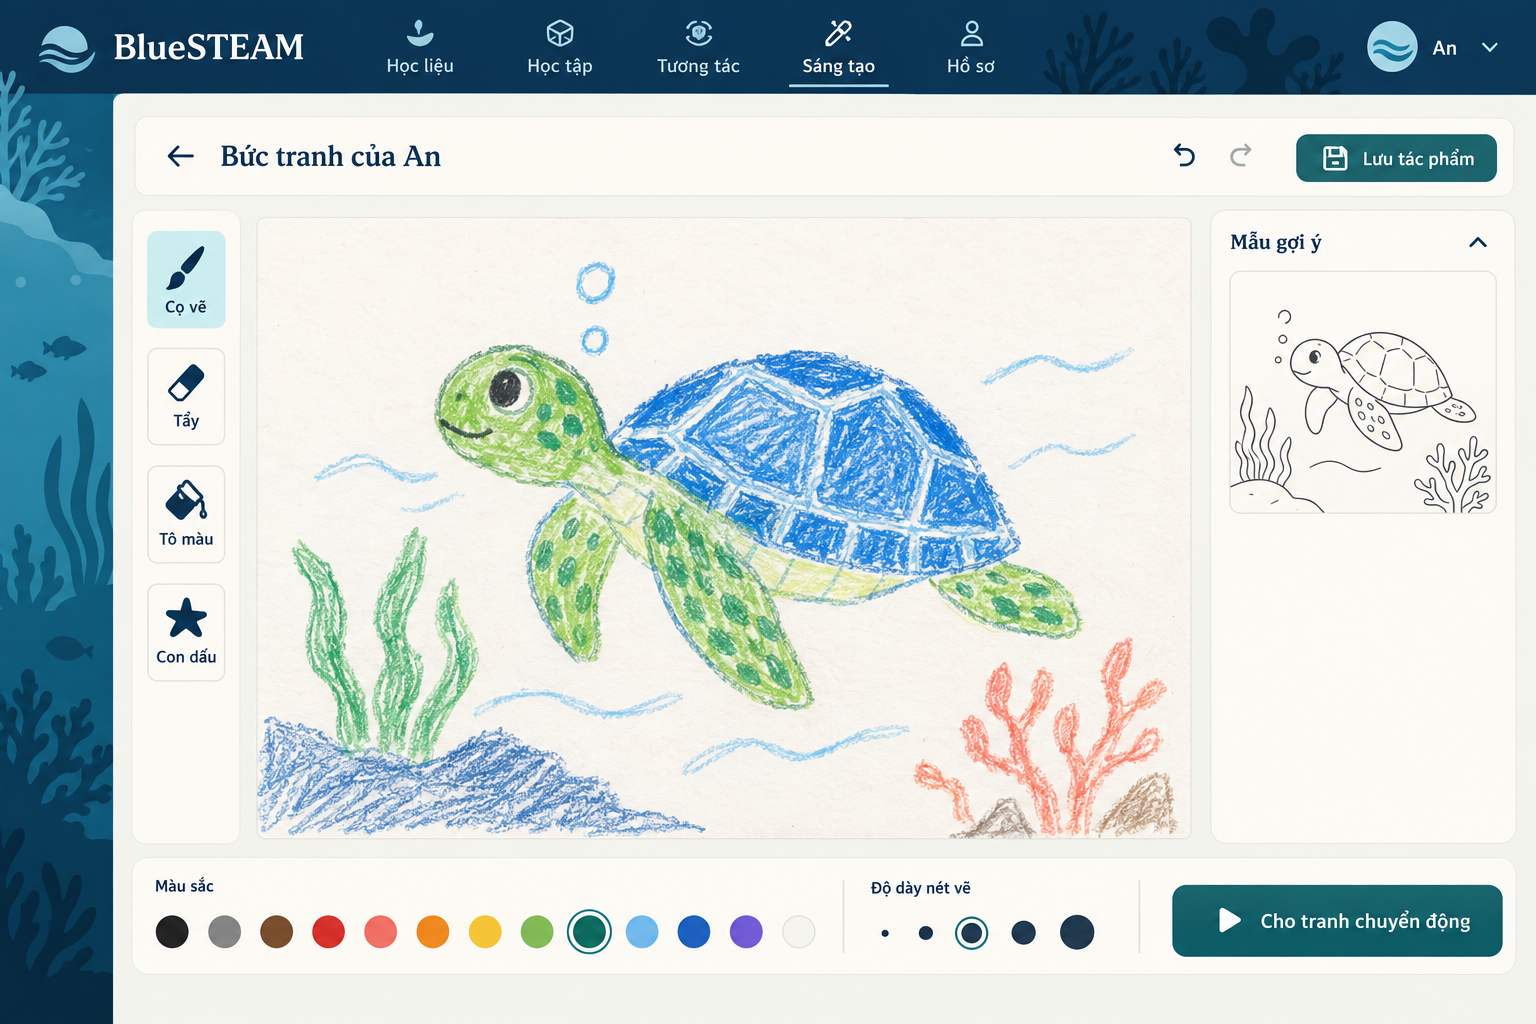 BlueSTEAM
Học liệu
Học tập
Tương tác
Sáng tạo
Hồ sơ
An
Bức tranh của An
Lưu tác phẩm
Cọ vẽ
Tẩy
Tô màu
Con dấu
Mẫu gợi ý
Màu sắc
Độ dày nét vẽ
Cho tranh chuyển động